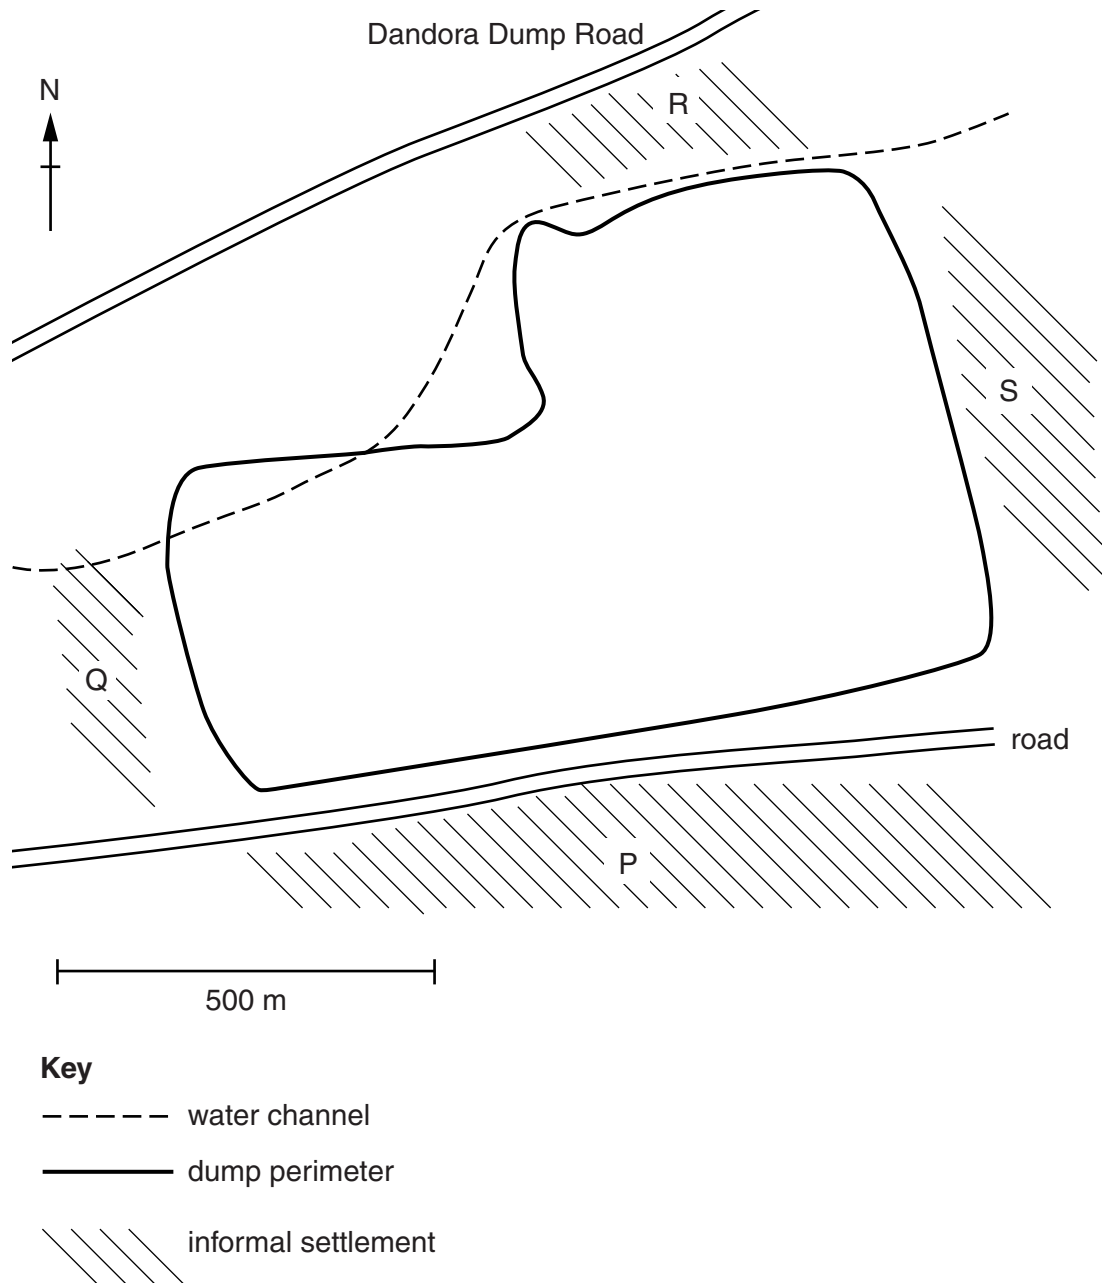 Dandora Dump Road
N
R
S
Q
road
P
500 m
Key
water channel
dump perimeter
informal settlement